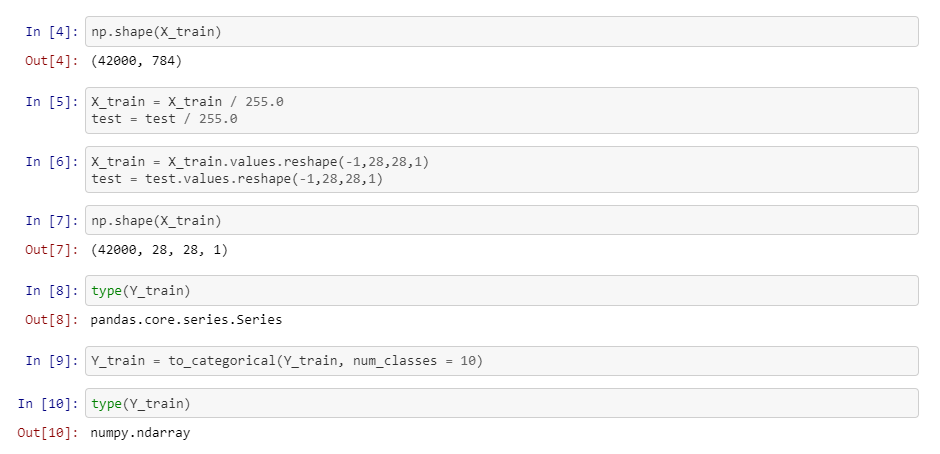 In [4]: np.shape(X_train)
Out[4]: (42000, 784)
In [5]: X_train = X_train / 255.0
test = test / 255.0
In [6]: X_train = X_train.values.reshape(-1,28,28,1)
test = test.values.reshape(-1,28,28,1)
In [7]: np.shape(X_train)
Out[7]: (42000, 28, 28, 1)
In [8]: type(Y_train)
Out[8]: pandas.core.series.Series
In [9]: Y_train = to_categorical(Y_train, num_classes = 10)
In [10]: type(Y_train)
Out[10]: numpy.ndarray